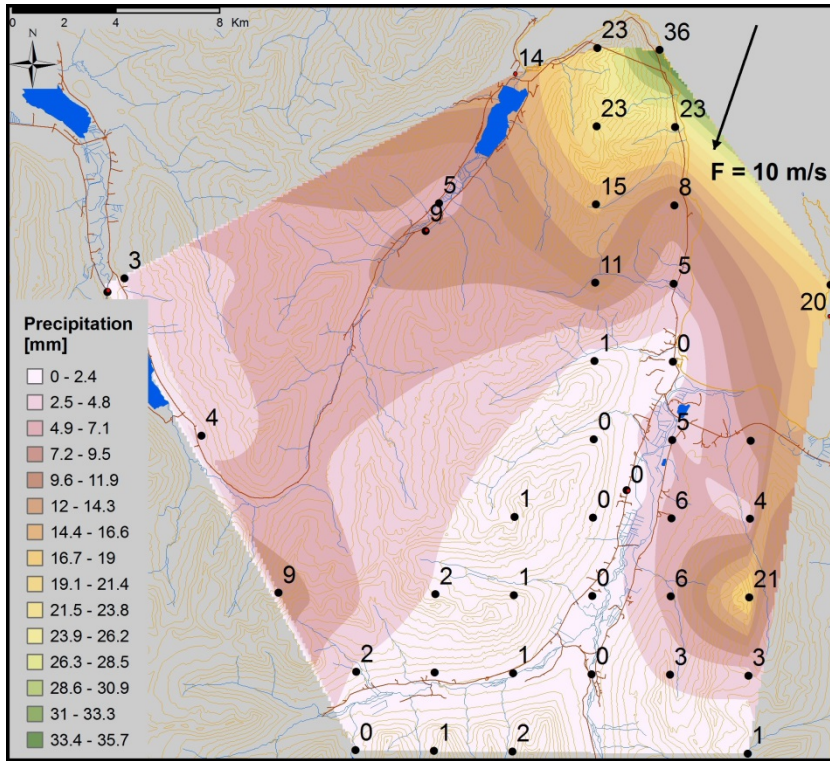 0 2 4 8 Km
N
23 36
14
23 23
F = 10 m/s
5 15 8
9
3 11 5
20
1 0
4 0 5
0
1 0 6 4
9 2 1 0 6 21
2 1 0 3 3
0 1 2 1
Precipitation
[mm]
0 - 2.4
2.5 - 4.8
4.9 - 7.1
7.2 - 9.5
9.6 - 11.9
12 - 14.3
14.4 - 16.6
16.7 - 19
19.1 - 21.4
21.5 - 23.8
23.9 - 26.2
26.3 - 28.5
28.6 - 30.9
31 - 33.3
33.4 - 35.7